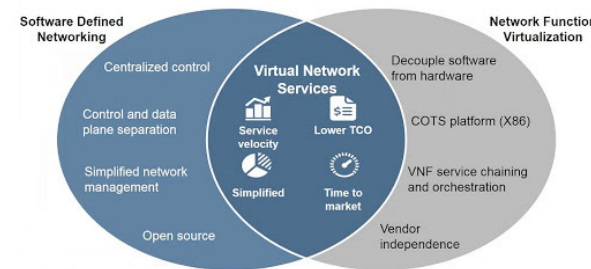 Software Defined
Networking
Network Function
Virtualization
Centralized control
Control and data
plane separation
Simplified network
management
Open source
Virtual Network
Services
Service
velocity
Lower TCO
Simplified
Time to
market
Decouple software
from hardware
COTS platform (X86)
VNF service chaining
and orchestration
Vendor
independence